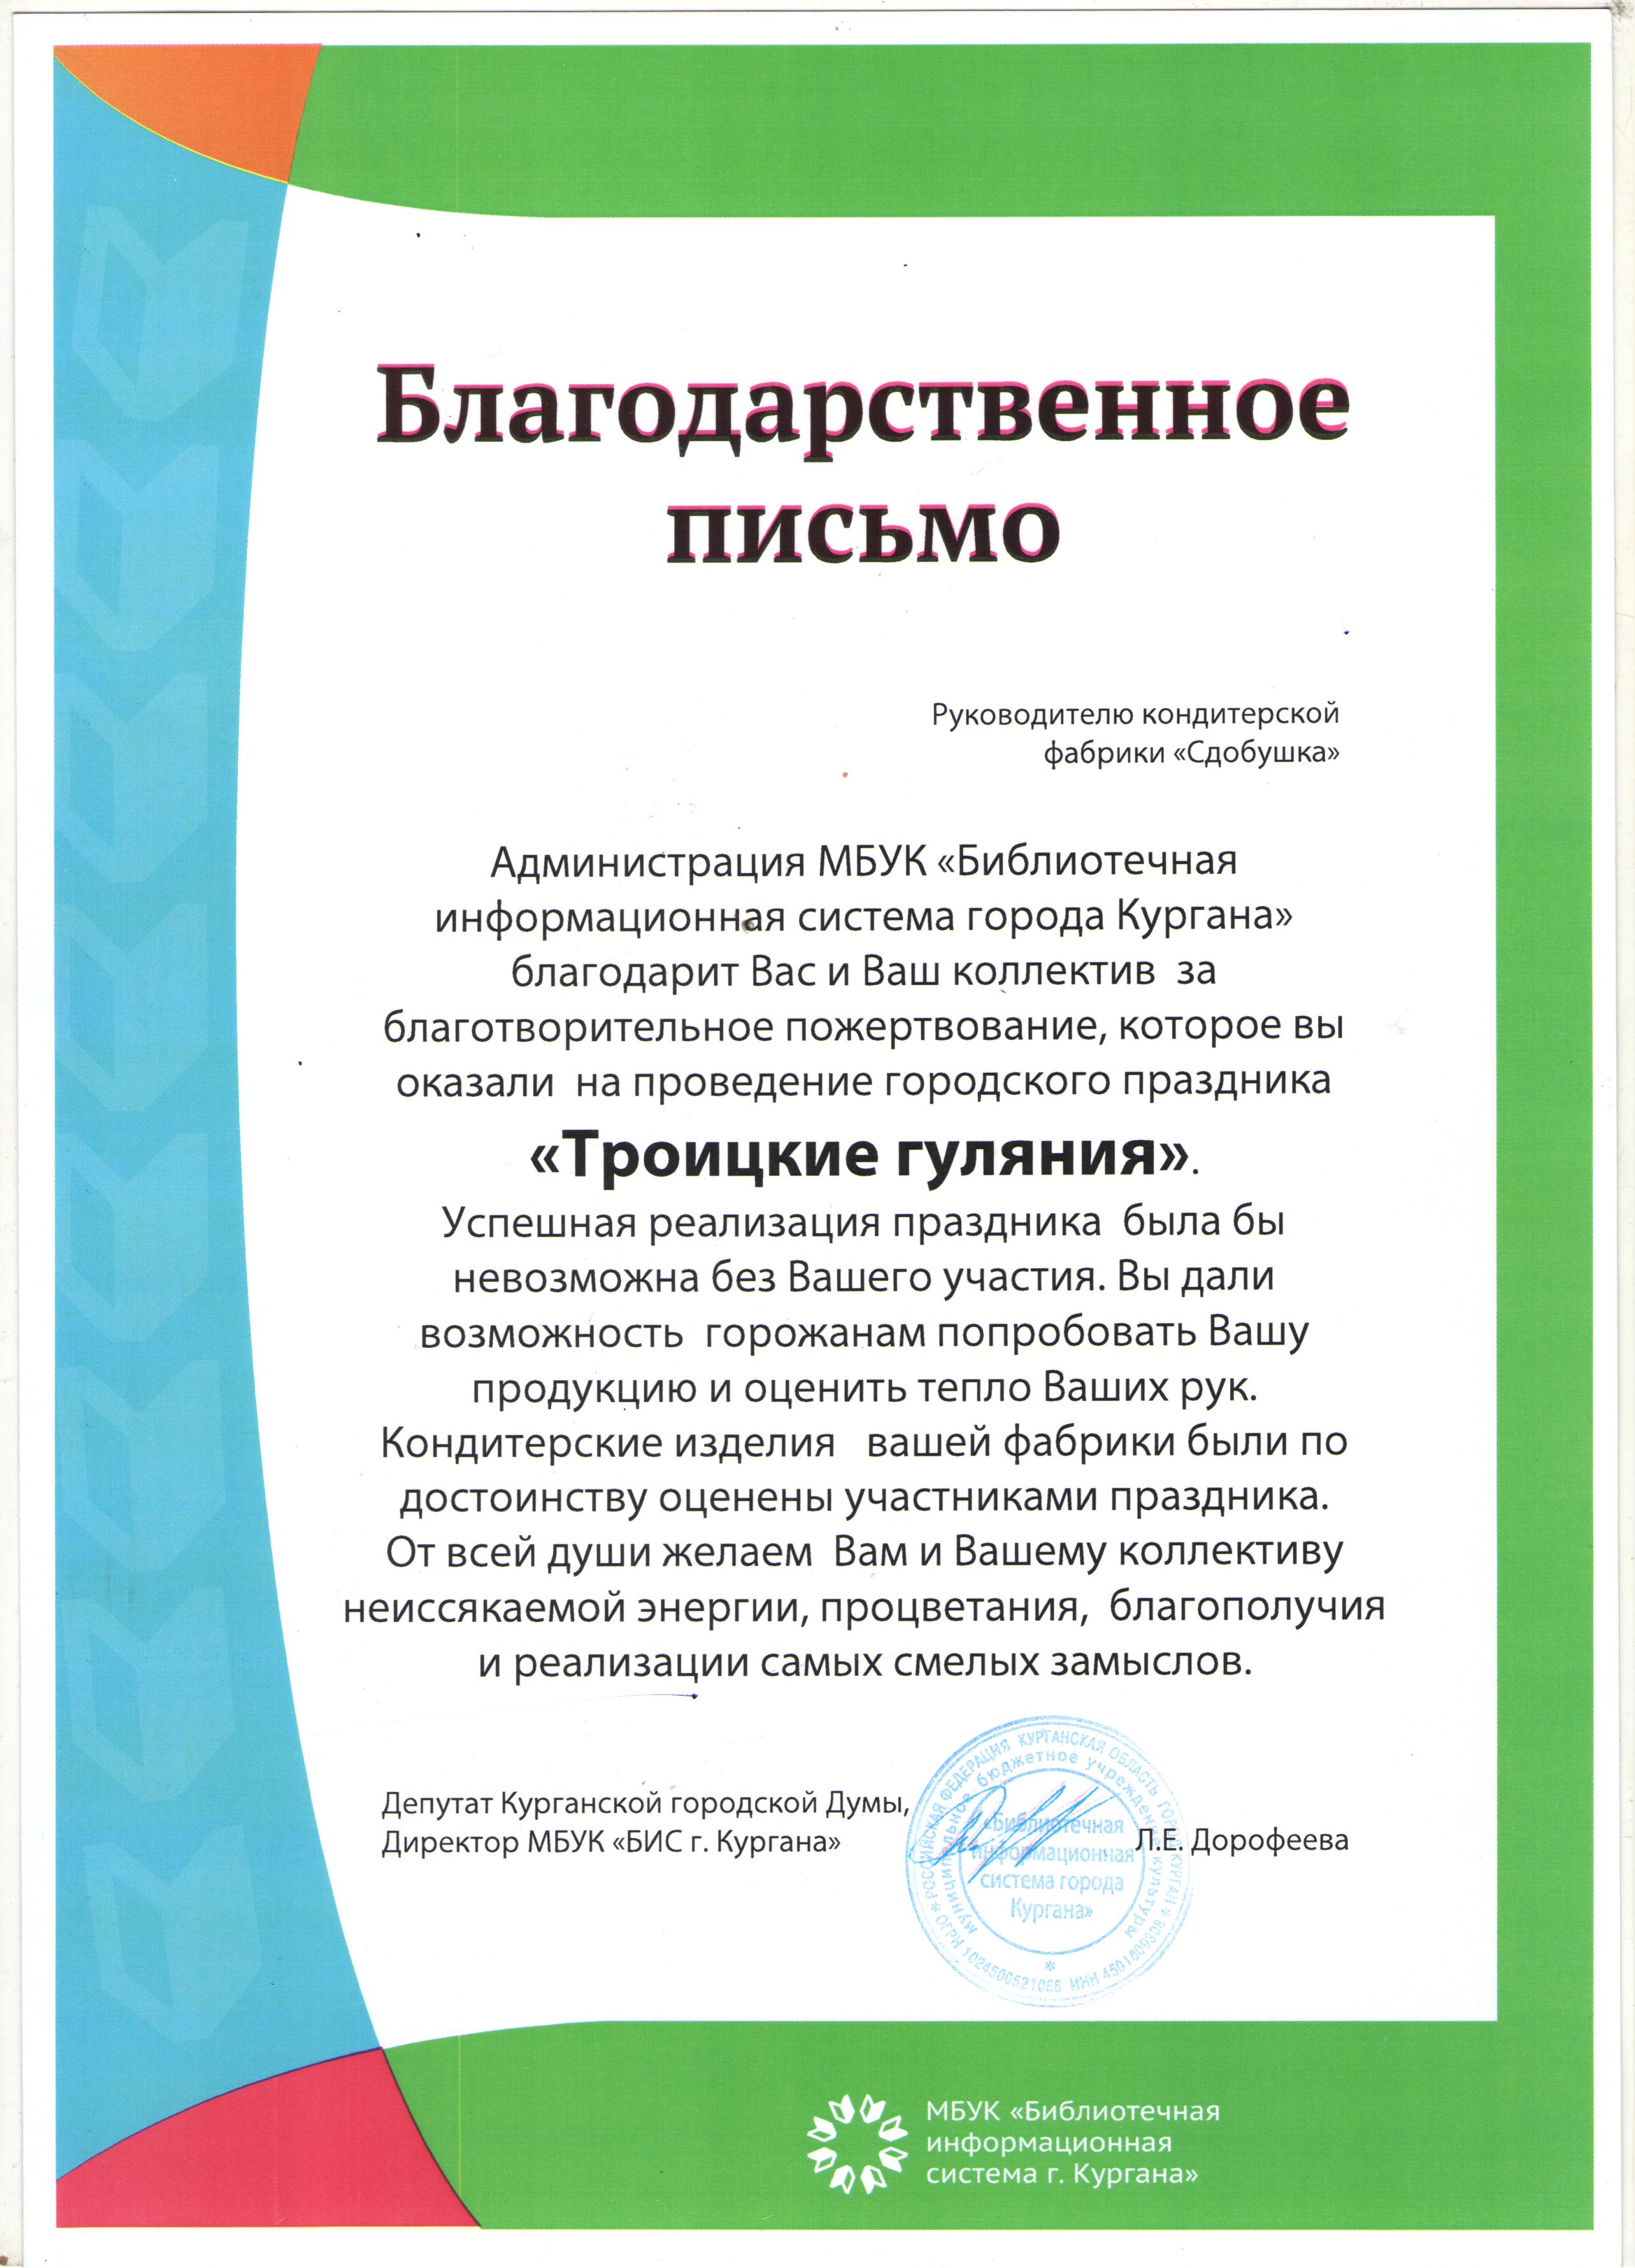 Благодарственное
письмо
Руководителю кондитерской
фабрики «Сдобушка»
Администрация МБУК «Библиотечная
информационная система города Кургана»
благодарит Вас и Ваш коллектив за
благотворительное пожертвование, которое вы
оказали на проведение городского праздника
«Троицкие гуляния».
Успешная реализация праздника была бы
невозможна без Вашего участия. Вы дали
возможность горожанам попробовать Вашу
продукцию и оценить тепло Ваших рук.
Кондитерские изделия вашей фабрики были по
достоинству оценены участниками праздника.
От всей души желаем Вам и Вашему коллективу
неиссякаемой энергии, процветания, благополучия
и реализации самых смелых замыслов.
Депутат Курганской городской Думы,
Директор МБУК «БИС г. Кургана»
Л.Е. Дорофеева
РОССИЙСКАЯ ФЕДЕРАЦИЯ КУРГАНСКАЯ ОБЛАСТЬ ГОРОД КУРГАН * ОГРН 1024500521066 ИНН 4501009308 *
муниципальное бюджетное учреждение культуры
«Библиотечная
информационная
система города
Кургана»
МБУК «Библиотечная
информационная
система г. Кургана»